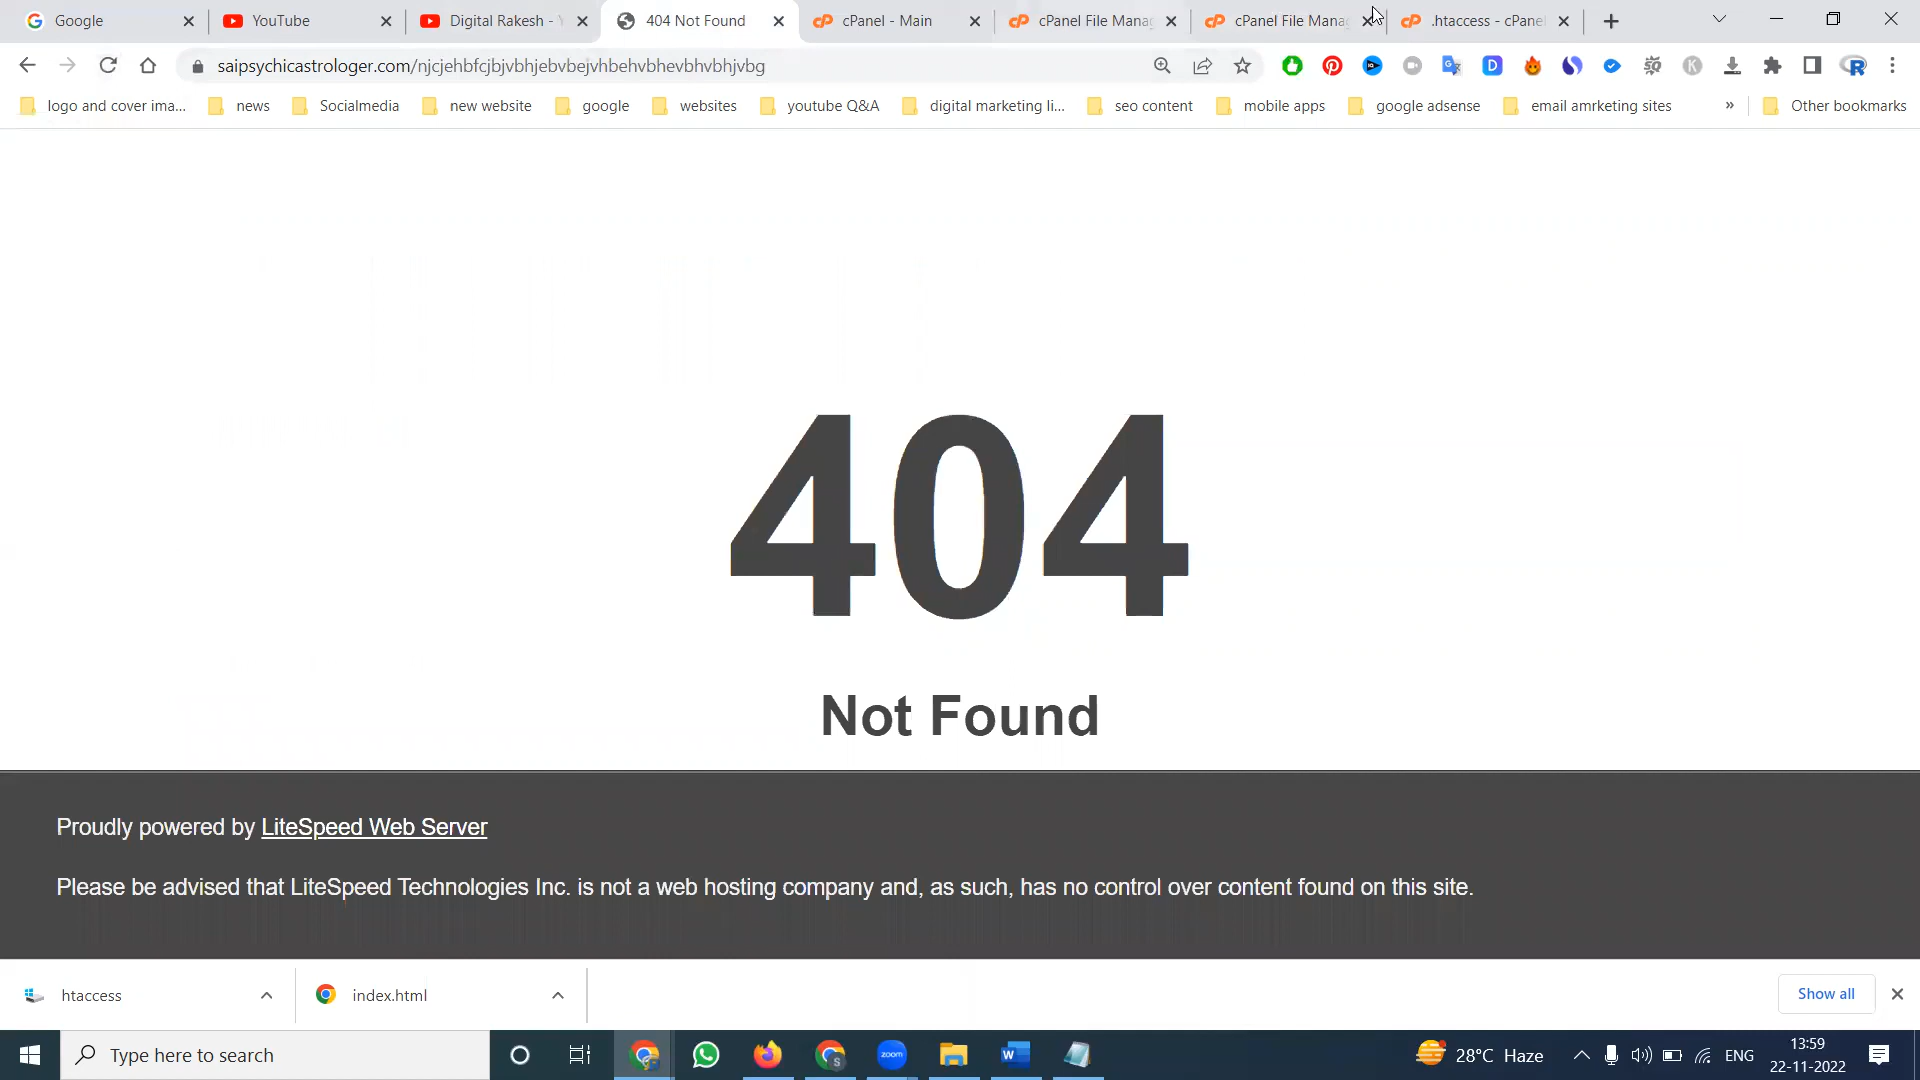 Google
YouTube
Digital Rakesh -
404 Not Found
cPanel - Main
cPanel File Mana
cPanel File Mana
.htaccess - cPanel
saipsychicastrologer.com/njcjehbfcjbjvbhjebvbejvhbehvbhevbhvbhjvbg
logo and cover ima...
news
Socialmedia
new website
google
websites
youtube Q&A
digital marketing li...
seo content
mobile apps
google adsense
email amrketing sites
»
Other bookmarks
404
Not Found
Proudly powered by LiteSpeed Web Server
Please be advised that LiteSpeed Technologies Inc. is not a web hosting company and, as such, has no control over content found on this site.
htaccess
index.html
Show all
Type here to search
zoom
28°C Haze
ENG
13:59
22-11-2022